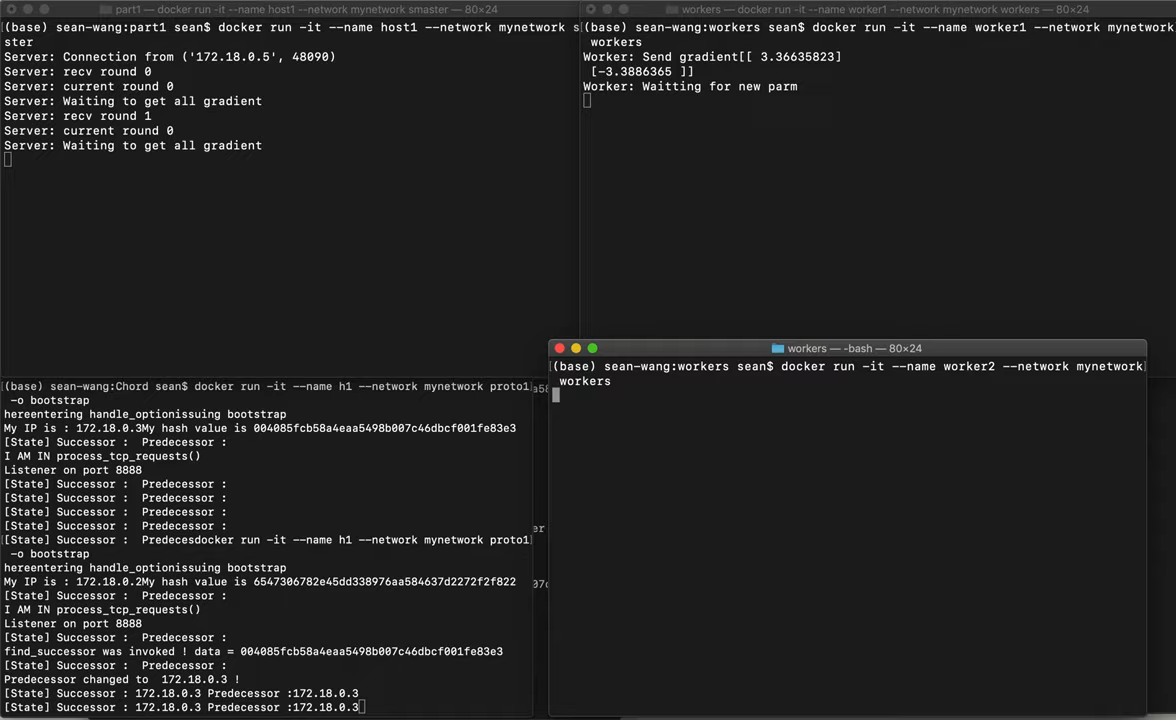 part1 — docker run -it --name host1 --network mynetwork smaster — 80×24
(base) sean-wang:part1 sean$ docker run -it --name host1 --network mynetwork s
ster
Server: Connection from ('172.18.0.5', 48090)
Server: recv round 0
Server: current round 0
Server: Waiting to get all gradient
Server: recv round 1
Server: current round 0
Server: Waiting to get all gradient
workers — docker run -it --name worker1 --network mynetwork workers — 80×24
(base) sean-wang:workers sean$ docker run -it --name worker1 --network mynetwork
workers
Worker: Send gradient[[ 3.36635823]
[-3.3886365 ]]
Worker: Waitting for new parm
(base) sean-wang:Chord sean$ docker run -it --name h1 --network mynetwork proto1
-o bootstrap
hereentering handle_optionissuing bootstrap
My IP is : 172.18.0.3My hash value is 004085fcb58a4eaa5498b007c46dbcf001fe83e3
[State] Successor :  Predecessor :
I AM IN process_tcp_requests()
Listener on port 8888
[State] Successor :  Predecessor :
[State] Successor :  Predecessor :
[State] Successor :  Predecessor :
[State] Successor :  Predecessor :
[State] Successor :  Predecesdocker run -it --name h1 --network mynetwork proto1
-o bootstrap
hereentering handle_optionissuing bootstrap
My IP is : 172.18.0.2My hash value is 6547306782e45dd338976aa584637d2272f2f822
[State] Successor :  Predecessor :
I AM IN process_tcp_requests()
Listener on port 8888
[State] Successor :  Predecessor :
find_successor was invoked ! data = 004085fcb58a4eaa5498b007c46dbcf001fe83e3
[State] Successor :  Predecessor :
Predecessor changed to  172.18.0.3 !
[State] Successor : 172.18.0.3 Predecessor :172.18.0.3
[State] Successor : 172.18.0.3 Predecessor :172.18.0.3
workers — -bash — 80×24
(base) sean-wang:workers sean$ docker run -it --name worker2 --network mynetwork
workers